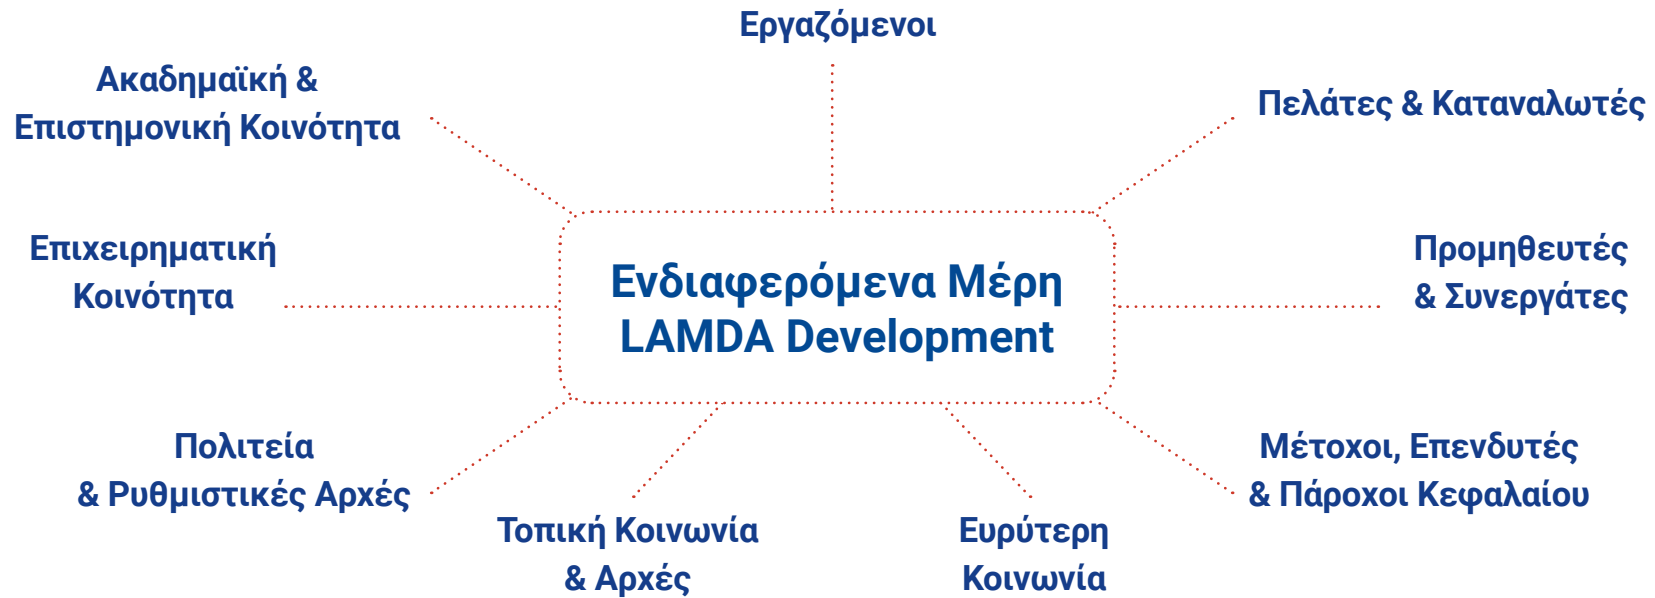 Εργαζόμενοι
Ακαδημαϊκή &
Επιστημονική Κοινότητα
Πελάτες & Καταναλωτές
Επιχειρηματική
Κοινότητα
Ενδιαφερόμενα Μέρη
LAMDA Development
Προμηθευτές
& Συνεργάτες
Πολιτεία
& Ρυθμιστικές Αρχές
Μέτοχοι, Επενδυτές
& Πάροχοι Κεφαλαίου
Τοπική Κοινωνία
& Αρχές
Ευρύτερη
Κοινωνία